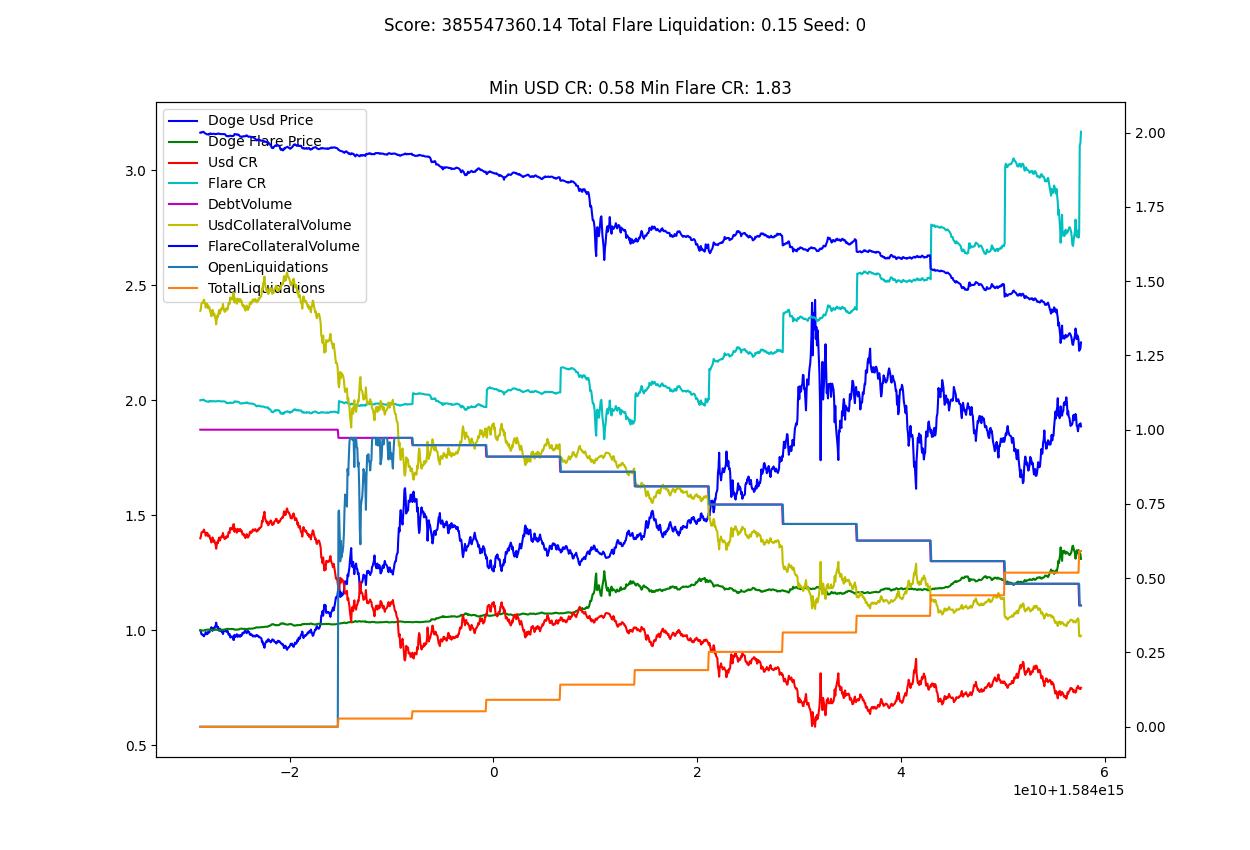 Score: 385547360.14 Total Flare Liquidation: 0.15 Seed: 0
Min USD CR: 0.58 Min Flare CR: 1.83
Doge Usd Price
Doge Flare Price
Usd CR
Flare CR
DebtVolume
UsdCollateralVolume
FlareCollateralVolume
OpenLiquidations
TotalLiquidations
3.0
2.5
2.0
1.5
1.0
0.5
2.00
1.75
1.50
1.25
1.00
0.75
0.50
0.25
0.00
−2
0
2
4
6
1e10+1.584e15